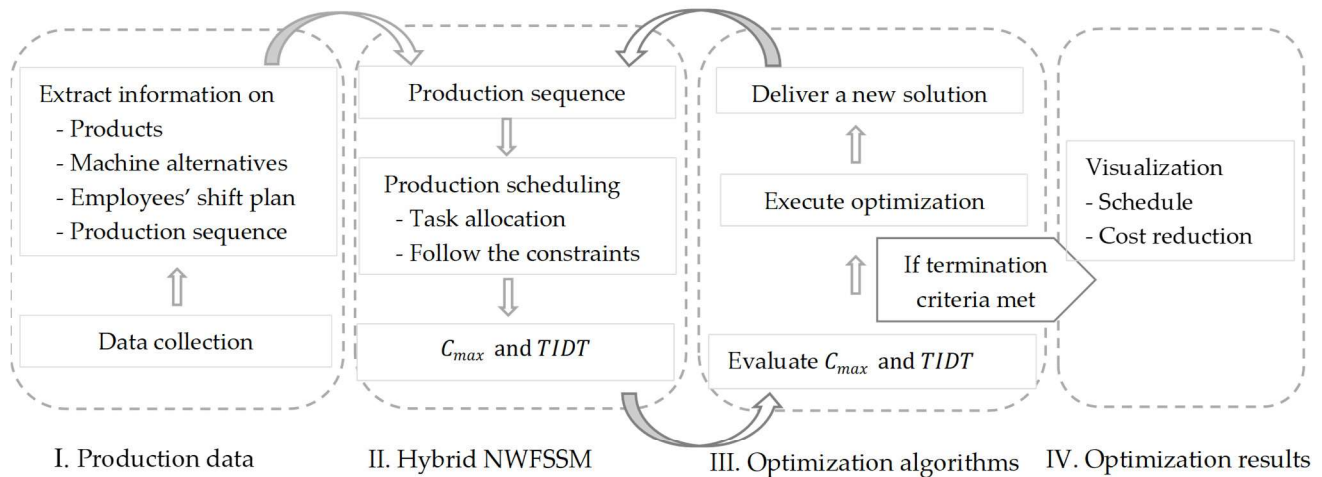 Extract information on
- Products
- Machine alternatives
- Employees' shift plan
- Production sequence
Data collection
I. Production data
Production sequence
Production scheduling
- Task allocation
- Follow the constraints
C_max and TIDT
II. Hybrid NWFSSM
Deliver a new solution
Execute optimization
If termination
criteria met
Evaluate C_max and TIDT
III. Optimization algorithms
Visualization
- Schedule
- Cost reduction
IV. Optimization results